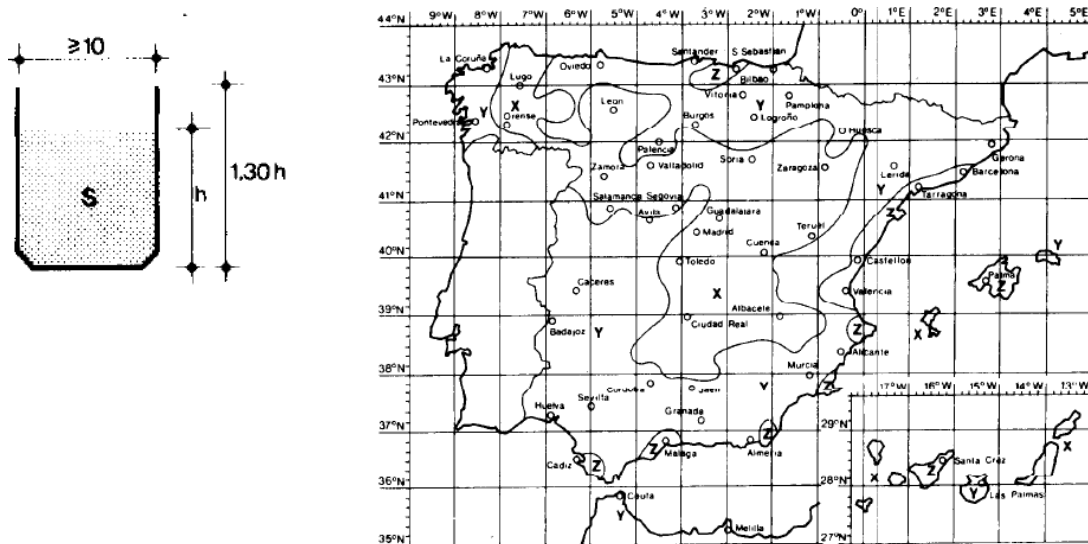 ≥10
S
h
1,30 h
9°W 8°W 7°W 6°W 5°W 4°W 3°W 2°W 1°W 0° 1°E 2°E 3°E 4°E 5°E
44°N
43°N
42°N
41°N
40°N
39°N
38°N
37°N
36°N
35°N
La Coruña
Lugo
Oviedo
Santander
S Sebastian
Z
Bilbao
Vitoria
Y
Pamplona
Y
X
Leon
Burgos
Logroño
Pontevedra
Orense
Huesca
Palencia
Zamora
Valladolid
Soria
Zaragoza
Lerida
Gerona
Barcelona
Y
Tarragona
Z
Salamanca
Segovia
Avila
Guadalajara
Madrid
Teruel
Cuenca
Toledo
Castellon
Y
Palma
Z
Caceres
X
Albacete
Valencia
X
Badajoz
Y
Ciudad Real
Z
Alicante
Murcia
Cordoba
Jaen
Y
Z
Huelva
Sevilla
Granada
Z
Z
Cadiz
Z
Malaga
Almeria
Ceuta
Y
Melilla
17°W 16°W 15°W 14°W 13°W
29°N
28°N
27°N
X
Z
Santa Cruz
Y
Las Palmas
X